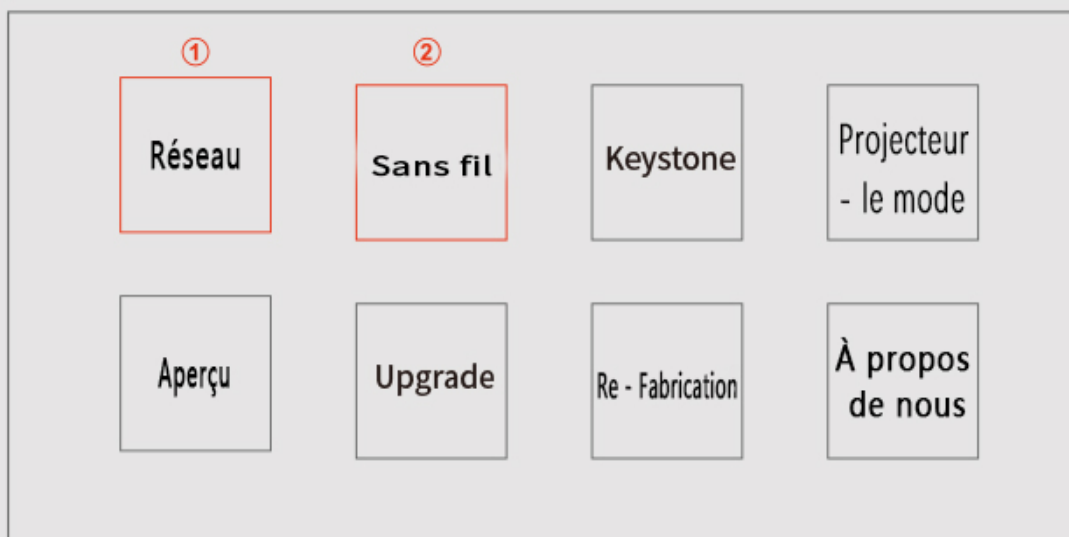 ①
②
Réseau
Sans fil
Keystone
Projecteur
- le mode
Aperçu
Upgrade
Re - Fabrication
À propos
de nous